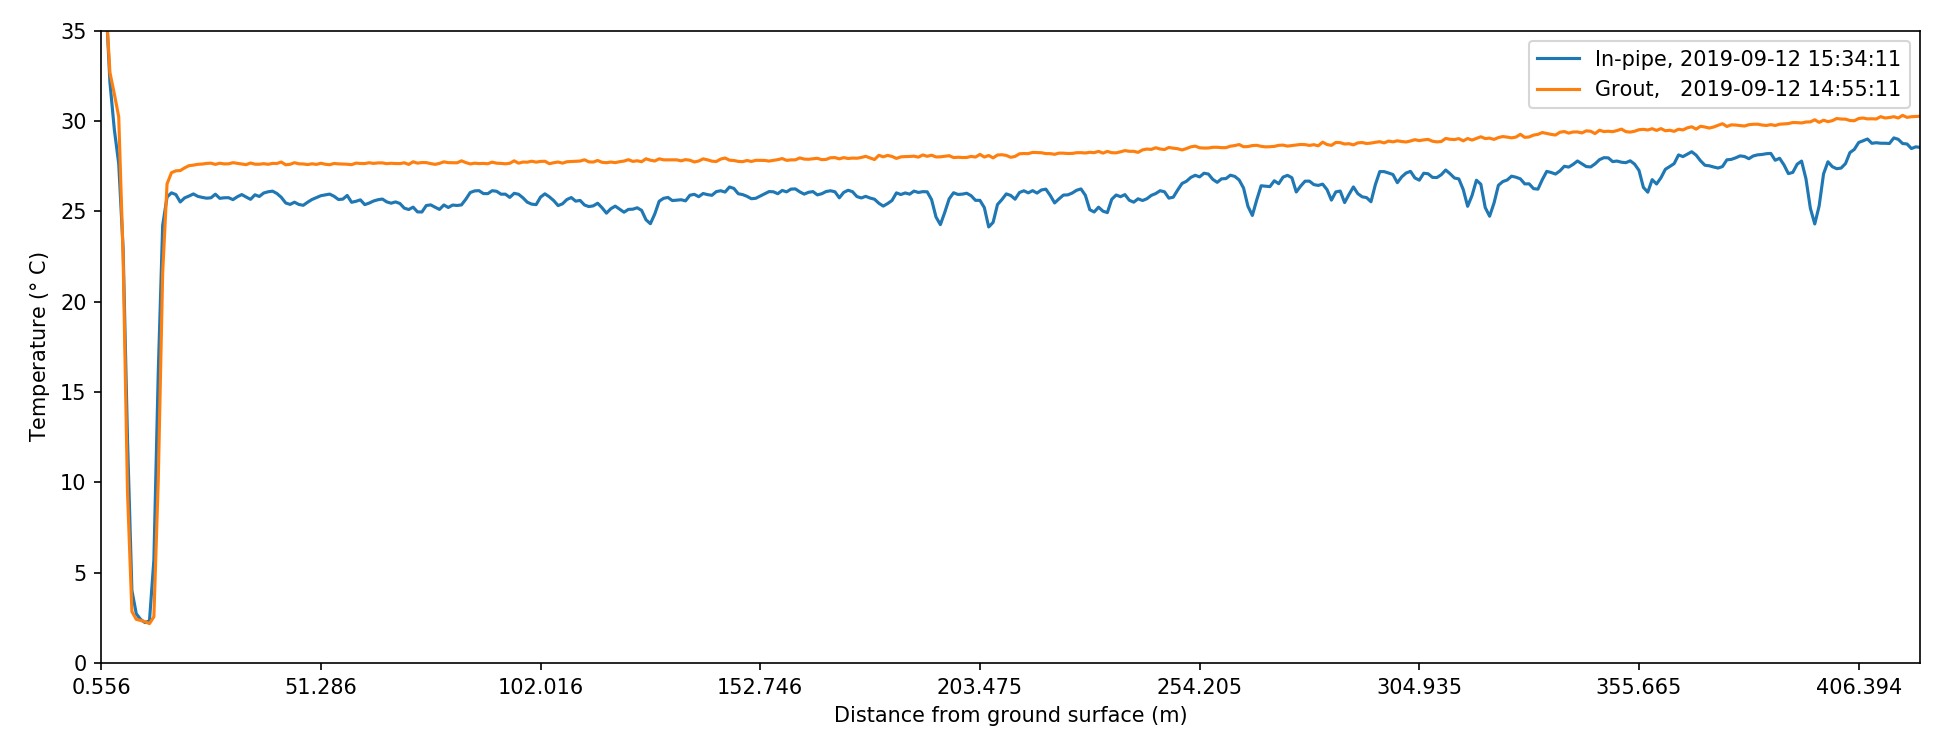 35
30
25
20
15
10
5
0
Temperature (° C)
In-pipe, 2019-09-12 15:34:11
Grout, 2019-09-12 14:55:11
0.556 51.286 102.016 152.746 203.475 254.205 304.935 355.665 406.394
Distance from ground surface (m)